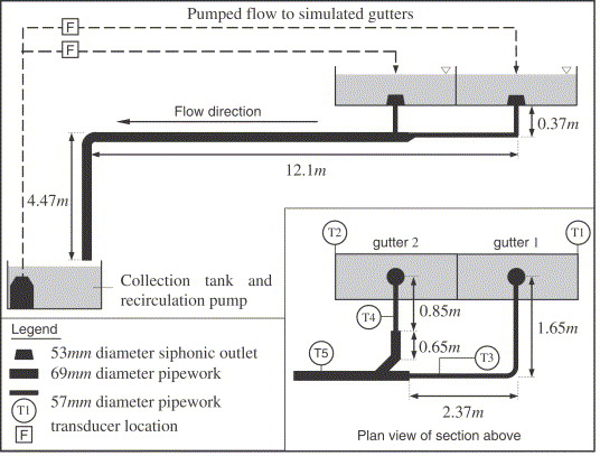 Pumped flow to simulated gutters
F
F
Flow direction
0.37m
12.1m
4.47m
Collection tank and
recirculation pump
Legend
53mm diameter siphonic outlet
69mm diameter pipework
57mm diameter pipework
T1 transducer location
F
T2
T1
gutter 2
gutter 1
T4
0.85m
1.65m
0.65m
T5
T3
2.37m
Plan view of section above